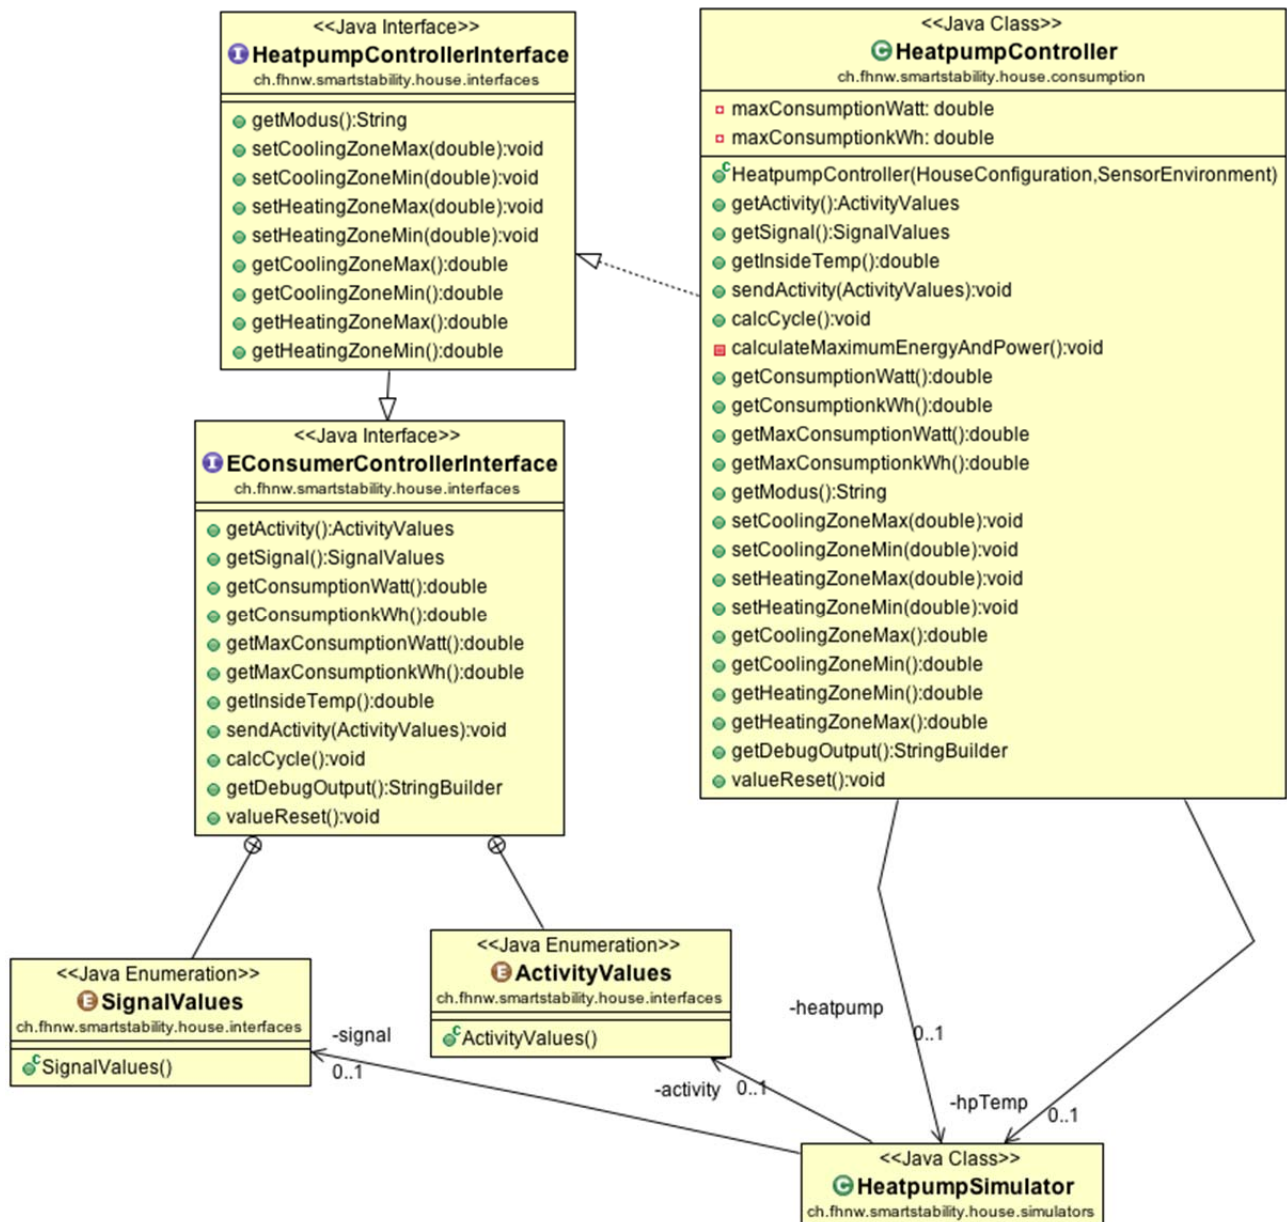 <<Java Interface>>
HeatpumpControllerInterface
ch.fhnw.smartstability.house.interfaces
getModus():String
setCoolingZoneMax(double):void
setCoolingZoneMin(double):void
setHeatingZoneMax(double):void
setHeatingZoneMin(double):void
getCoolingZoneMax():double
getCoolingZoneMin():double
getHeatingZoneMax():double
getHeatingZoneMin():double
<<Java Class>>
HeatpumpController
ch.fhnw.smartstability.house.consumption
maxConsumptionWatt: double
maxConsumptionkWh: double
HeatpumpController(HouseConfiguration,SensorEnvironment)
getActivity():ActivityValues
getSignal():SignalValues
getInsideTemp():double
sendActivity(ActivityValues):void
calcCycle():void
calculateMaximumEnergyAndPower():void
getConsumptionWatt():double
getConsumptionkWh():double
getMaxConsumptionWatt():double
getMaxConsumptionkWh():double
getModus():String
setCoolingZoneMax(double):void
setCoolingZoneMin(double):void
setHeatingZoneMax(double):void
setHeatingZoneMin(double):void
getCoolingZoneMax():double
getCoolingZoneMin():double
getHeatingZoneMin():double
getHeatingZoneMax():double
getDebugOutput():StringBuilder
valueReset():void
<<Java Interface>>
EConsumerControllerInterface
ch.fhnw.smartstability.house.interfaces
getActivity():ActivityValues
getSignal():SignalValues
getConsumptionWatt():double
getConsumptionkWh():double
getMaxConsumptionWatt():double
getMaxConsumptionkWh():double
getInsideTemp():double
sendActivity(ActivityValues):void
calcCycle():void
getDebugOutput():StringBuilder
valueReset():void
<<Java Enumeration>>
SignalValues
ch.fhnw.smartstability.house.interfaces
SignalValues()
<<Java Enumeration>>
ActivityValues
ch.fhnw.smartstability.house.interfaces
ActivityValues()
-signal
0..1
-activity
0..1
-heatpump
0..1
-hpTemp
0..1
<<Java Class>>
HeatpumpSimulator
ch.fhnw.smartstability.house.simulators